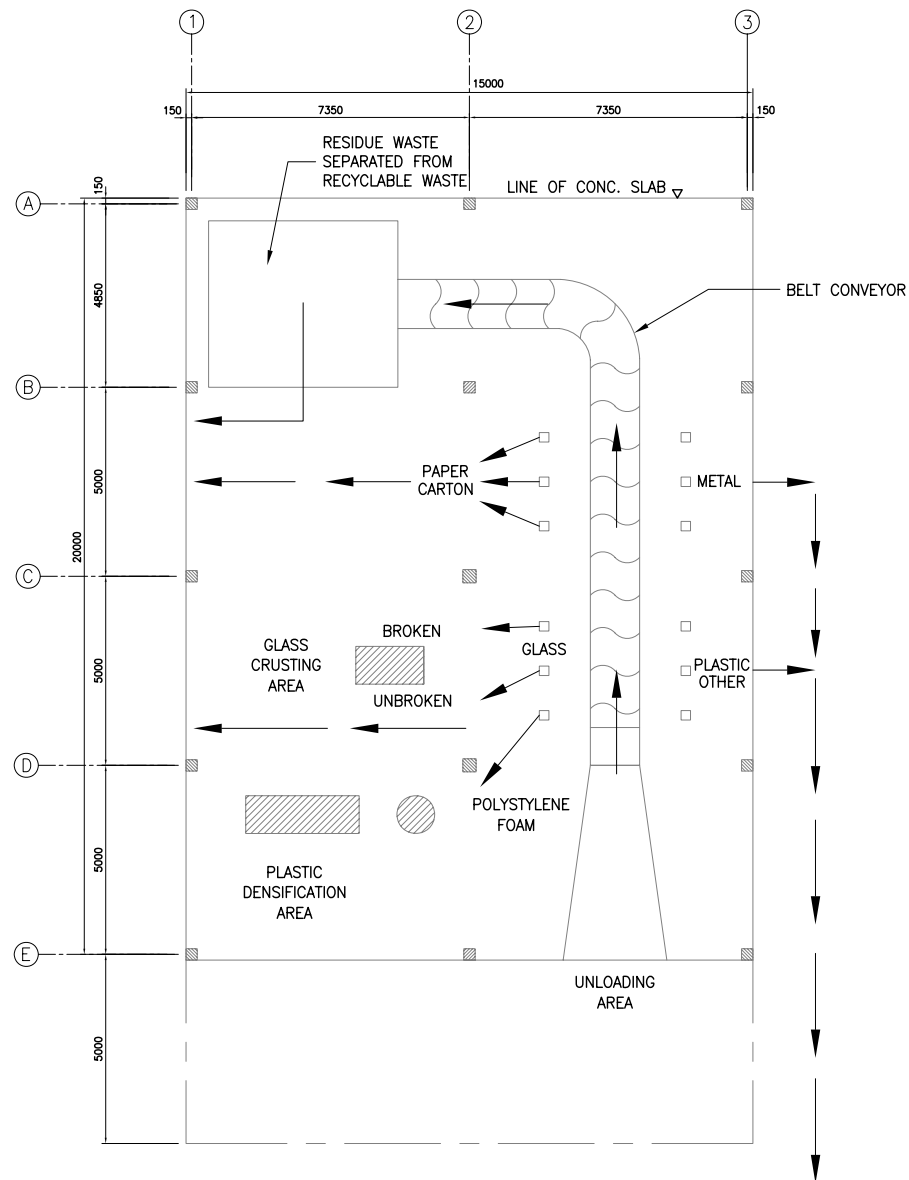 1
2
3
15000
150
7350
7350
150
RESIDUE WASTE
SEPARATED FROM
RECYCLABLE WASTE
LINE OF CONC. SLAB
150
A
4850
BELT CONVEYOR
B
5000
PAPER
CARTON
METAL
20000
C
5000
GLASS
CRUSTING
AREA
BROKEN
UNBROKEN
GLASS
PLASTIC
OTHER
D
5000
POLYSTYLENE
FOAM
PLASTIC
DENSIFICATION
AREA
E
UNLOADING
AREA
5000